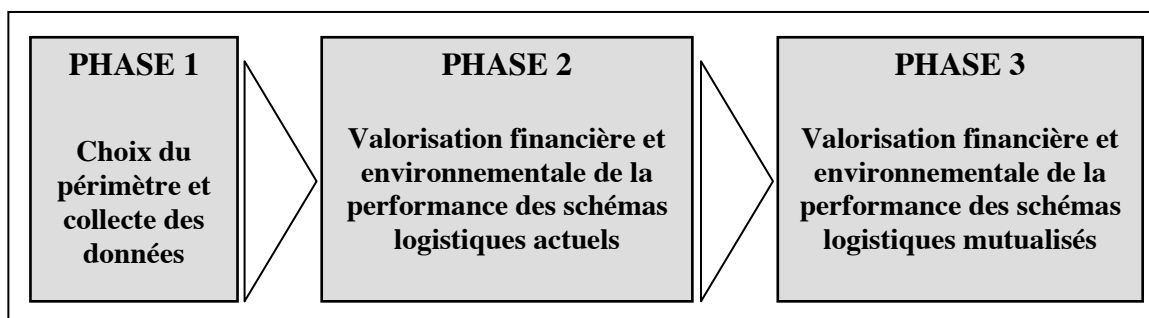 PHASE 1
Choix du
périmètre et
collecte des
données
PHASE 2
Valorisation financière et
environnementale de la
performance des schémas
logistiques actuels
PHASE 3
Valorisation financière et
environnementale de la
performance des schémas
logistiques mutualisés